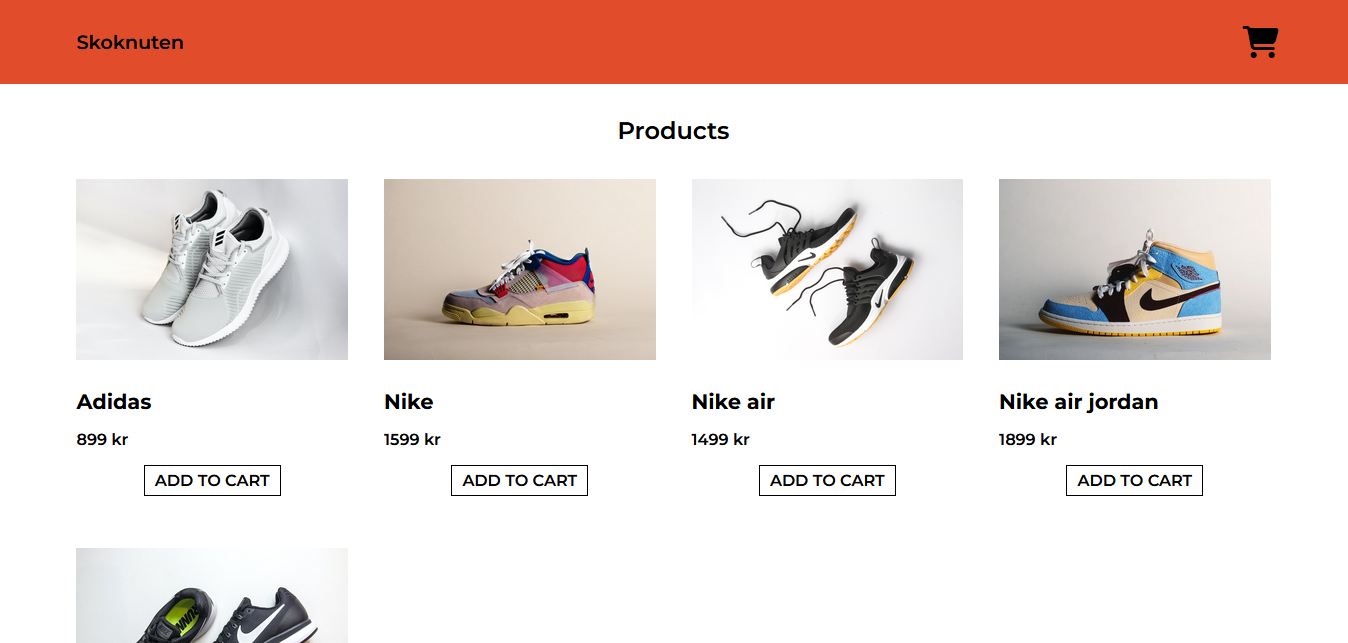 Skoknuten
Products
Adidas
899 kr
ADD TO CART
Nike
1599 kr
ADD TO CART
Nike air
1499 kr
ADD TO CART
Nike air jordan
1899 kr
ADD TO CART